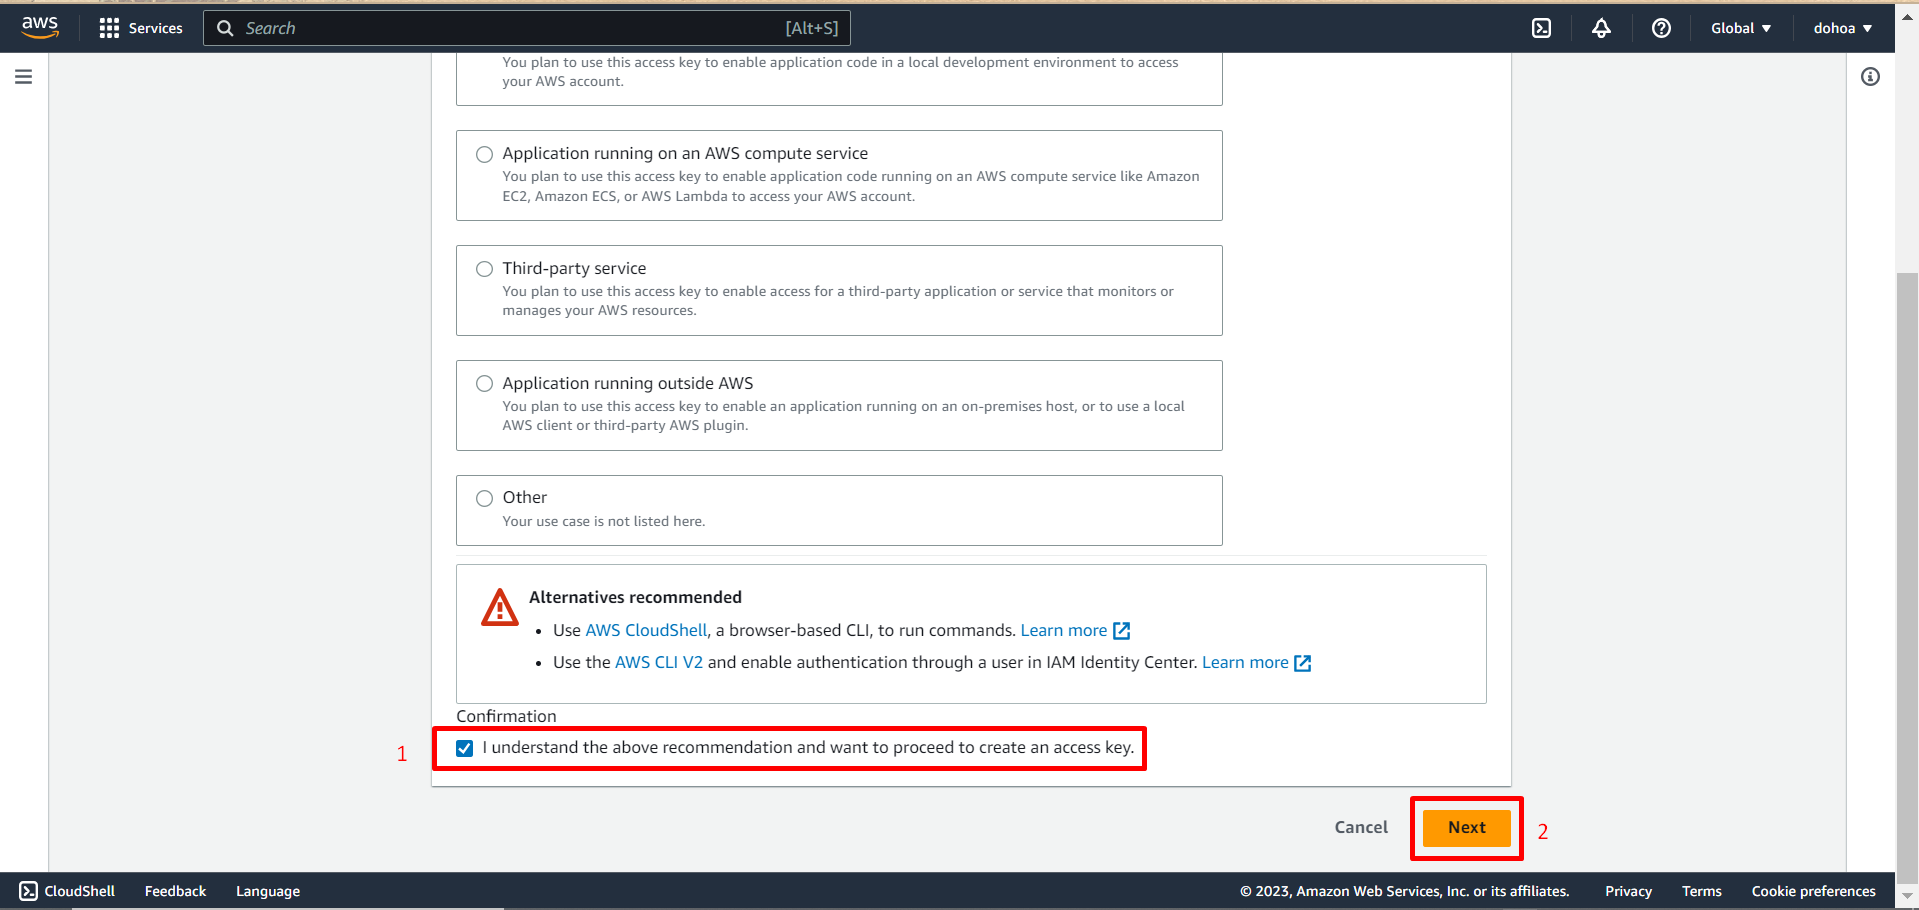 aws
Services
Search
[Alt+S]
Global
dohoa
You plan to use this access key to enable application code in a local development environment to access
your AWS account.
Application running on an AWS compute service
You plan to use this access key to enable application code running on an AWS compute service like Amazon
EC2, Amazon ECS, or AWS Lambda to access your AWS account.
Third-party service
You plan to use this access key to enable access for a third-party application or service that monitors or
manages your AWS resources.
Application running outside AWS
You plan to use this access key to enable an application running on an on-premises host, or to use a local
AWS client or third-party AWS plugin.
Other
Your use case is not listed here.
Alternatives recommended
• Use AWS CloudShell, a browser-based CLI, to run commands. Learn more
• Use the AWS CLI V2 and enable authentication through a user in IAM Identity Center. Learn more
Confirmation
1
I understand the above recommendation and want to proceed to create an access key.
Cancel
Next
2
CloudShell
Feedback
Language
© 2023, Amazon Web Services, Inc. or its affiliates.
Privacy
Terms
Cookie preferences